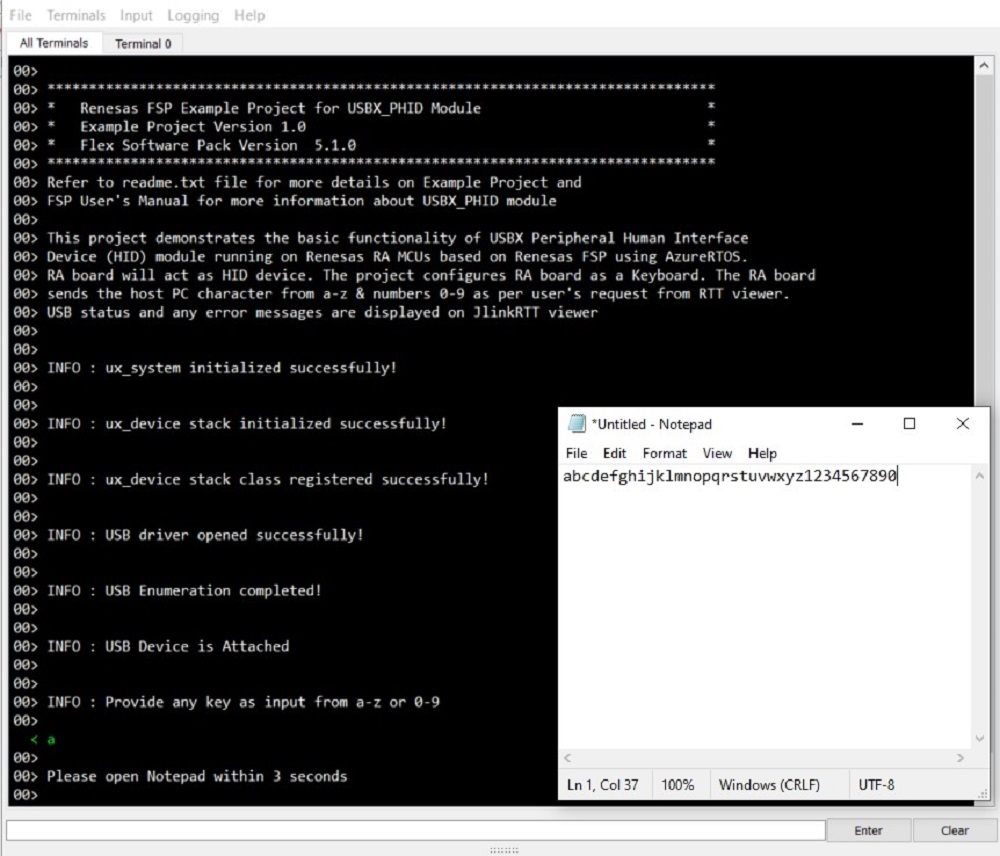 File Terminals Input Logging Help
All Terminals Terminal 0
00>
00> *******************************************************************************
00> *   Renesas FSP Example Project for USBX_PHID Module                           *
00> *   Example Project Version 1.0                                                *
00> *   Flex Software Pack Version  5.1.0                                          *
00> *******************************************************************************
00> Refer to readme.txt file for more details on Example Project and
00> FSP User's Manual for more information about USBX_PHID module
00>
00> This project demonstrates the basic functionality of USBX Peripheral Human Interface
00> Device (HID) module running on Renesas RA MCUs based on Renesas FSP using AzureRTOS.
00> RA board will act as HID device. The project configures RA board as a Keyboard. The RA board
00> sends the host PC character from a-z & numbers 0-9 as per user's request from RTT viewer.
00> USB status and any error messages are displayed on JlinkRTT viewer
00>
00>
00> INFO : ux_system initialized successfully!
00>
00>
00> INFO : ux_device stack initialized successfully!
00>
00>
00> INFO : ux_device stack class registered successfully!
00>
00>
00> INFO : USB driver opened successfully!
00>
00>
00> INFO : USB Enumeration completed!
00>
00>
00> INFO : USB Device is Attached
00>
00>
00> INFO : Provide any key as input from a-z or 0-9
00>
< a
00>
00> Please open Notepad within 3 seconds
00>
*Untitled - Notepad
File Edit Format View Help
abcdefghijklmnopqrstuvwxyz1234567890
Ln 1, Col 37 100% Windows (CRLF) UTF-8
Enter Clear